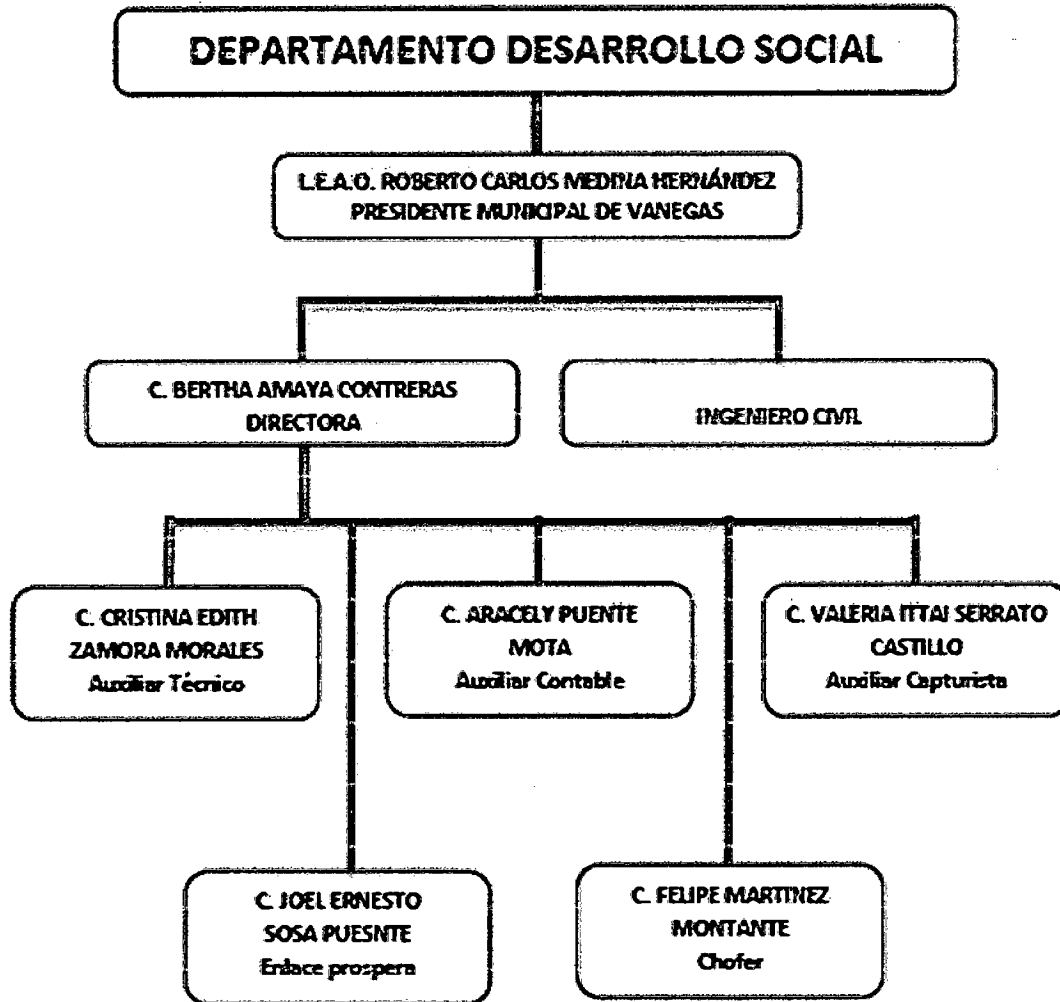 DEPARTAMENTO DESARROLLO SOCIAL
L.E.A.O. ROBERTO CARLOS MEDINA HERNÁNDEZ
PRESIDENTE MUNICIPAL DE VANEGAS
C. BERTHA AMAYA CONTRERAS
DIRECTORA
INGENIERO CIVIL
C. CRISTINA EDITH
ZAMORA MORALES
Auxiliar Técnico
C. ARACELY PUENTE
MOTA
Auxiliar Contable
C. VALERIA ITTAI SERRATO
CASTILLO
Auxiliar Capturista
C. JOEL ERNESTO
SOSA PUESNTE
Enlace prospera
C. FELIPE MARTINEZ
MONTANTE
Chofer